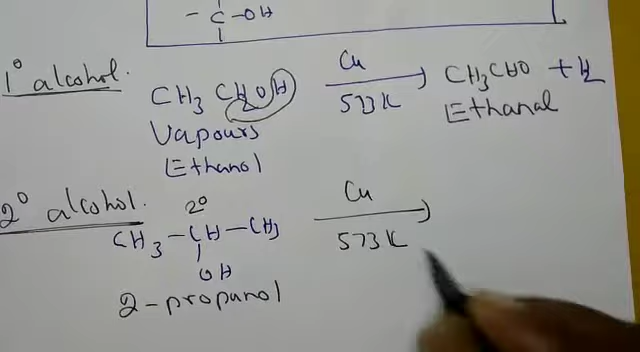 – C – OH
1° alcohol.
CH3 CH2OH Cu 573K CH3CHO + H2
Vapours Ethanal
Ethanol
2° alcohol.
2°
CH3 – CH – CH3 Cu 573K
OH
2-propanol